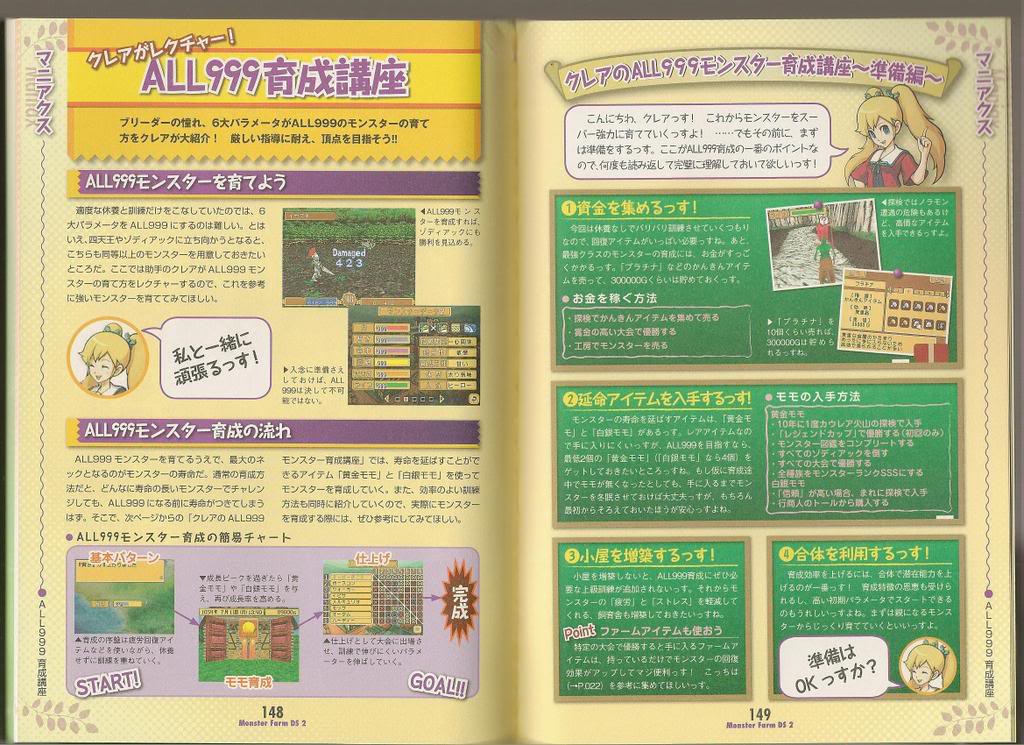 マニアクス
クレアがレクチャー!
ALL999育成講座
ブリーダーの憧れ、6大パラメータがALL999のモンスターの育て
方をクレアが大紹介! 厳しい指導に耐え、頂点を目指そう!!
ALL999モンスターを育てよう
適度な休養と訓練だけをこなしていたのでは、6
大パラメータをALL999にするのは難しい。とは
いえ、四天王やゾディアックに立ち向かうとなると、
こちらも同等以上のモンスターを用意しておきたい
ところだ。ここでは助手のクレアがALL999モン
スターの育て方をレクチャーするので、これを参考
に強いモンスターを育ててみてほしい。
Damaged
423
◀ALL999モンス
ターを育成すれば、
ゾディアックにも
勝利を見込める。
私と一緒に
頑張るっす!
▶入念に準備さえ
しておけば、ALL
999は決して不可
能ではない。
ALL999モンスター育成の流れ
ALL999モンスターを育てるうえで、最大のネ
ックとなるのがモンスターの寿命だ。通常の育成方
法だと、どんなに寿命の長いモンスターでチャレン
ジしても、ALL999になる前に寿命がつきてしまう
はず。そこで、次ページからの「クレアのALL999
モンスター育成講座」では、寿命を延ばすことがで
きるアイテム「黄金モモ」と「白銀モモ」を使って
モンスターを育成していく。また、効率のよい訓練
方法も同時に紹介していくので、実際にモンスター
を育成する際には、ぜひ参考にしてみてほしい。
●ALL999モンスター育成の簡易チャート
基本パターン
▲育成の序盤は疲労回復アイ
テムなどを使いながら、休養
せずに訓練を重ねていく。
START!
▼成長ピークを過ぎたら「黄
金モモ」や「白銀モモ」を与
え、再び成長率を高める。
モモ育成
仕上げ
▲仕上げとして大会に出場さ
せ、訓練で伸びにくいパラメ
ーターを伸ばしていく。
GOAL!!
完成
ALL999育成講座
148
Monster Farm DS 2
マニアクス
クレアのALL999モンスター育成講座~準備編~
こんにちわ、クレアっす! これからモンスターをスー
パー強力に育てていくっすよ! ……でもその前に、まず
は準備をするっす。ここがALL999育成の一番のポイントな
ので、何度も読み返して完璧に理解しておいて欲しいっす!
❶資金を集めるっす!
今回は休養なしでバリバリ訓練させていくつもり
なので、回復アイテムがいっぱい必要っすね。あと、
最強クラスのモンスターの育成には、お金がすっご
くかかるっす。「プラチナ」などのかんきんアイテム
を売って、300000Gくらいは貯めておくっす。
●お金を稼ぐ方法
・探検でかんきんアイテムを集めて売る
・賞金の高い大会で優勝する
・工房でモンスターを売る
◀探検ではノラモン
遭遇の危険もあるけ
ど、高価なアイテム
を入手できるっすよ。
プラチナ
▶「プラチナ」を
10個くらい売れば、
300000Gは貯めら
れるっすね。
❷延命アイテムを入手するっす!
モンスターの寿命を延ばすアイテムは、「黄金モ
モ」と「白銀モモ」があるっす。レアアイテムなの
で手に入りにくいっすが、ALL999を目指すなら、
最低2個の「黄金モモ」(「白銀モモ」なら4個)を
ゲットしておきたいところっすね。もし仮に育成途
中でモモが無くなったとしても、手に入るまでモン
スターを冬眠させておけば大丈夫っすが、もちろん
最初からそろえておいたほうが安心っすよね。
●モモの入手方法
黄金モモ
・10年に1度カウレア火山の探検で入手
・「レジェンドカップ」で優勝する(初回のみ)
・モンスター図鑑をコンプリートする
・すべてのゾディアックを倒す
・すべての大会で優勝する
・全種族をモンスターランクSSSにする
白銀モモ
・「信頼」が高い場合、まれに探検で入手
・行商人のトールから購入する
❸小屋を増築するっす!
小屋を増築しないと、ALL999育成にぜひ必
要な上級訓練が追加されないっす。それからモ
ンスターの「疲労」と「ストレス」を軽減して
くれる、飼育舎も増築しておきたいっすね。
Point ファームアイテムも使おう
特定の大会で優勝すると手に入るファームア
イテムは、持っているだけでモンスターの回復
効果がアップしてマジ便利っす! こっちは
(→P.022)を参考に集めてほしいっす。
❹合体を利用するっす!
育成効率を上げるには、合体で潜在能力を上
げるのが一番っす! 育成特徴の恩恵も受けら
れるし、高い初期パラメータでスタートできる
のもうれしいっすよね。まずは親になるモンス
ターからじっくり育てていくといいっすよ。
準備は
OKっすか?
ALL999育成講座
149
Monster Farm DS 2